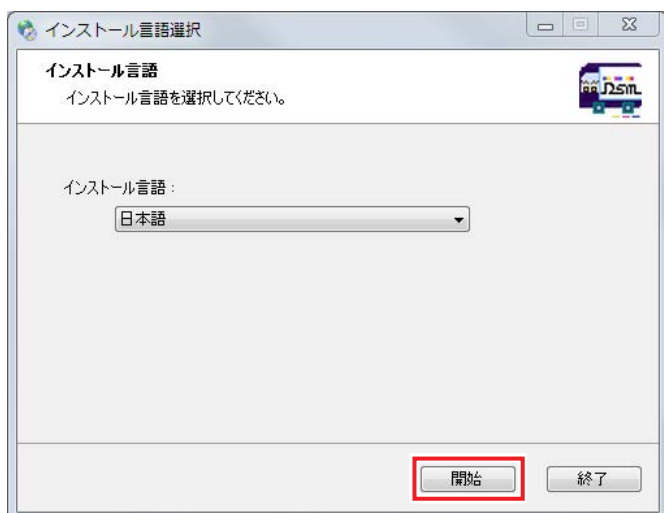 インストール言語選択
インストール言語
インストール言語を選択してください。
DSM
インストール言語 :
日本語
開始
終了